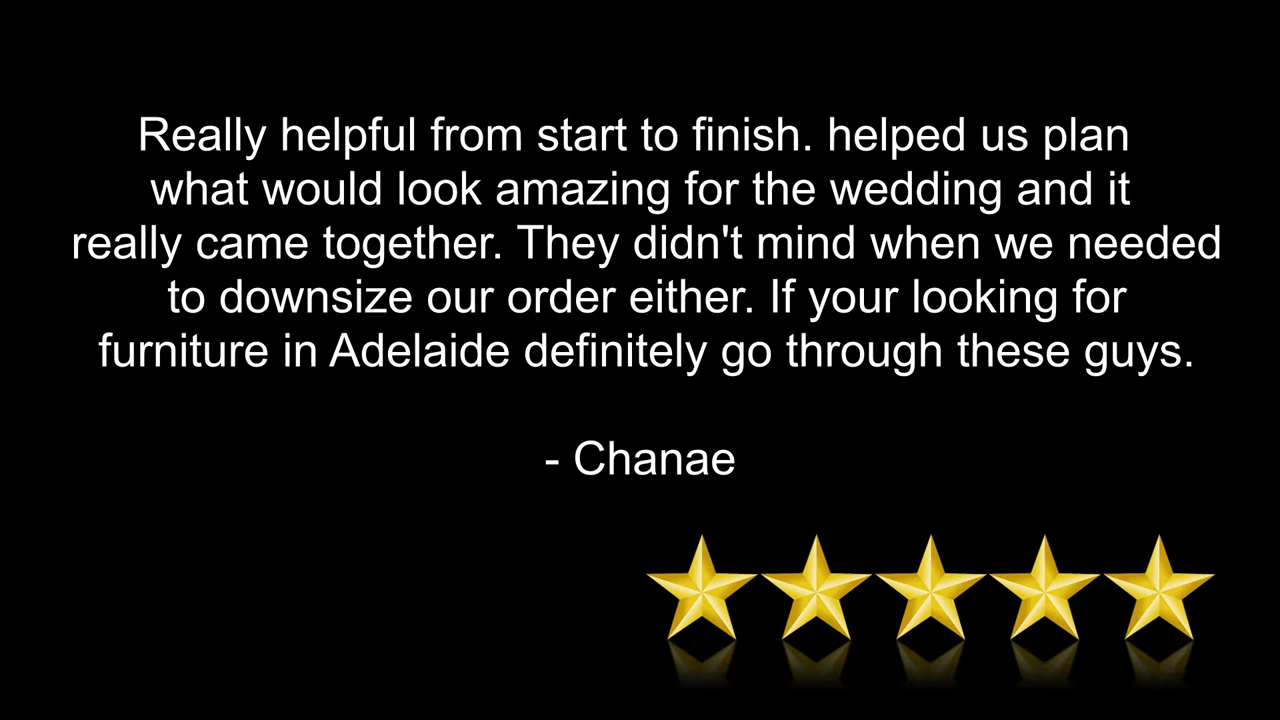 Really helpful from start to finish. helped us plan
what would look amazing for the wedding and it
really came together. They didn't mind when we needed
to downsize our order either. If your looking for
furniture in Adelaide definitely go through these guys.
- Chanae